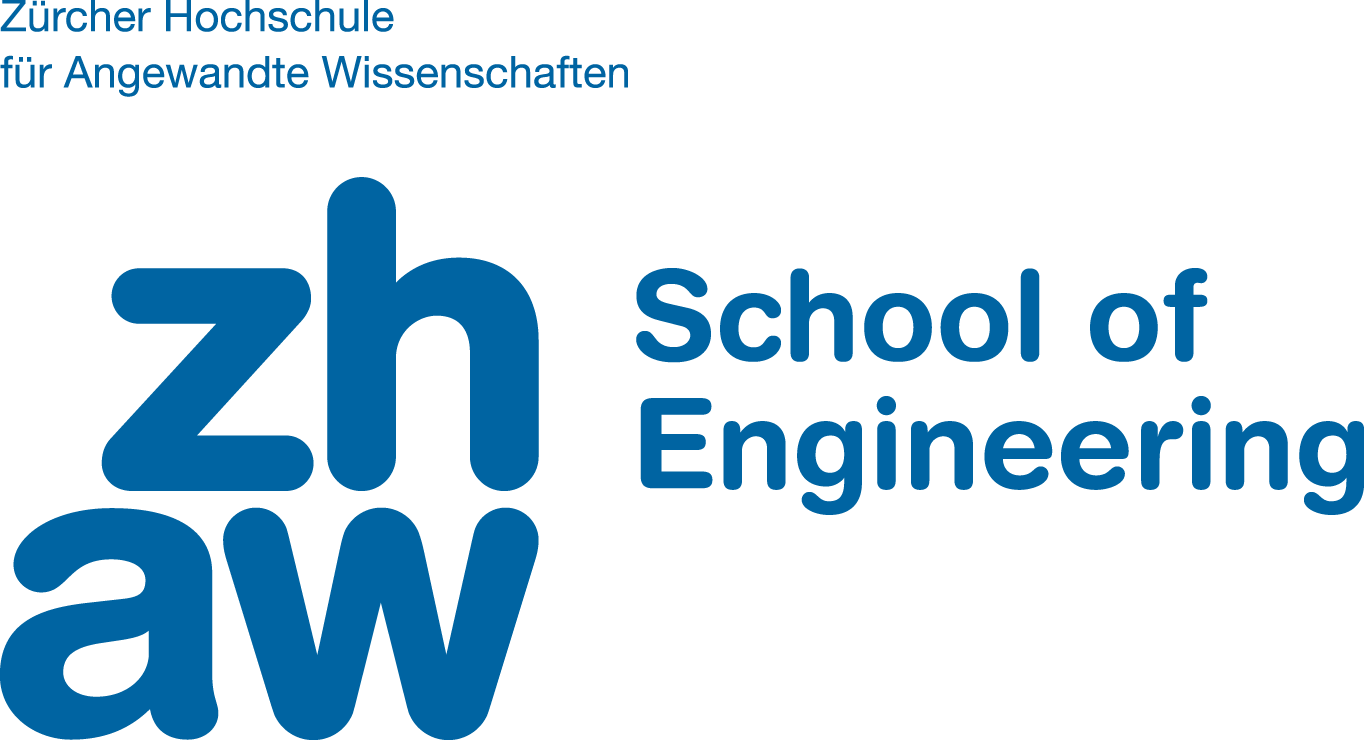 Zürcher Hochschule
für Angewandte Wissenschaften
zh
aw
School of
Engineering